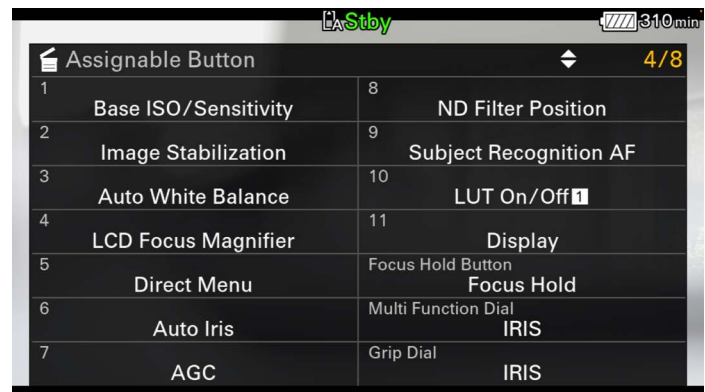 A Stby 310min
Assignable Button 4/8
1
Base ISO/Sensitivity
2
Image Stabilization
3
Auto White Balance
4
LCD Focus Magnifier
5
Direct Menu
6
Auto Iris
7
AGC
8
ND Filter Position
9
Subject Recognition AF
10
LUT On/Off 1
11
Display
Focus Hold Button
Focus Hold
Multi Function Dial
IRIS
Grip Dial
IRIS